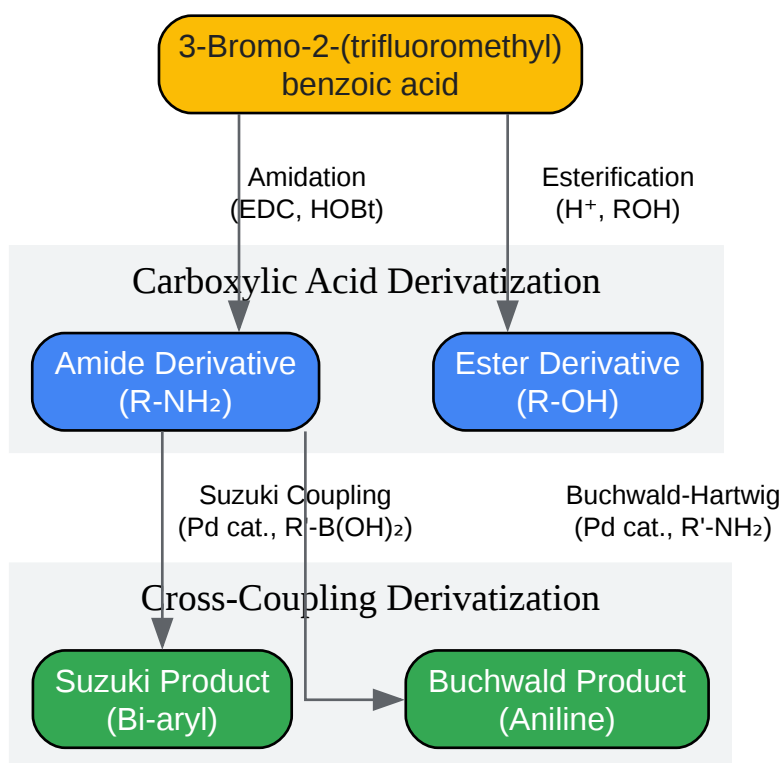 3-Bromo-2-(trifluoromethyl)
benzoic acid
Amidation
(EDC, HOBt)
Esterification
(H⁺, ROH)
Carboxylic Acid Derivatization
Amide Derivative
(R-NH₂)
Ester Derivative
(R-OH)
Suzuki Coupling
(Pd cat., R'-B(OH)₂)
Buchwald-Hartwig
(Pd cat., R'-NH₂)
Cross-Coupling Derivatization
Suzuki Product
(Bi-aryl)
Buchwald Product
(Aniline)